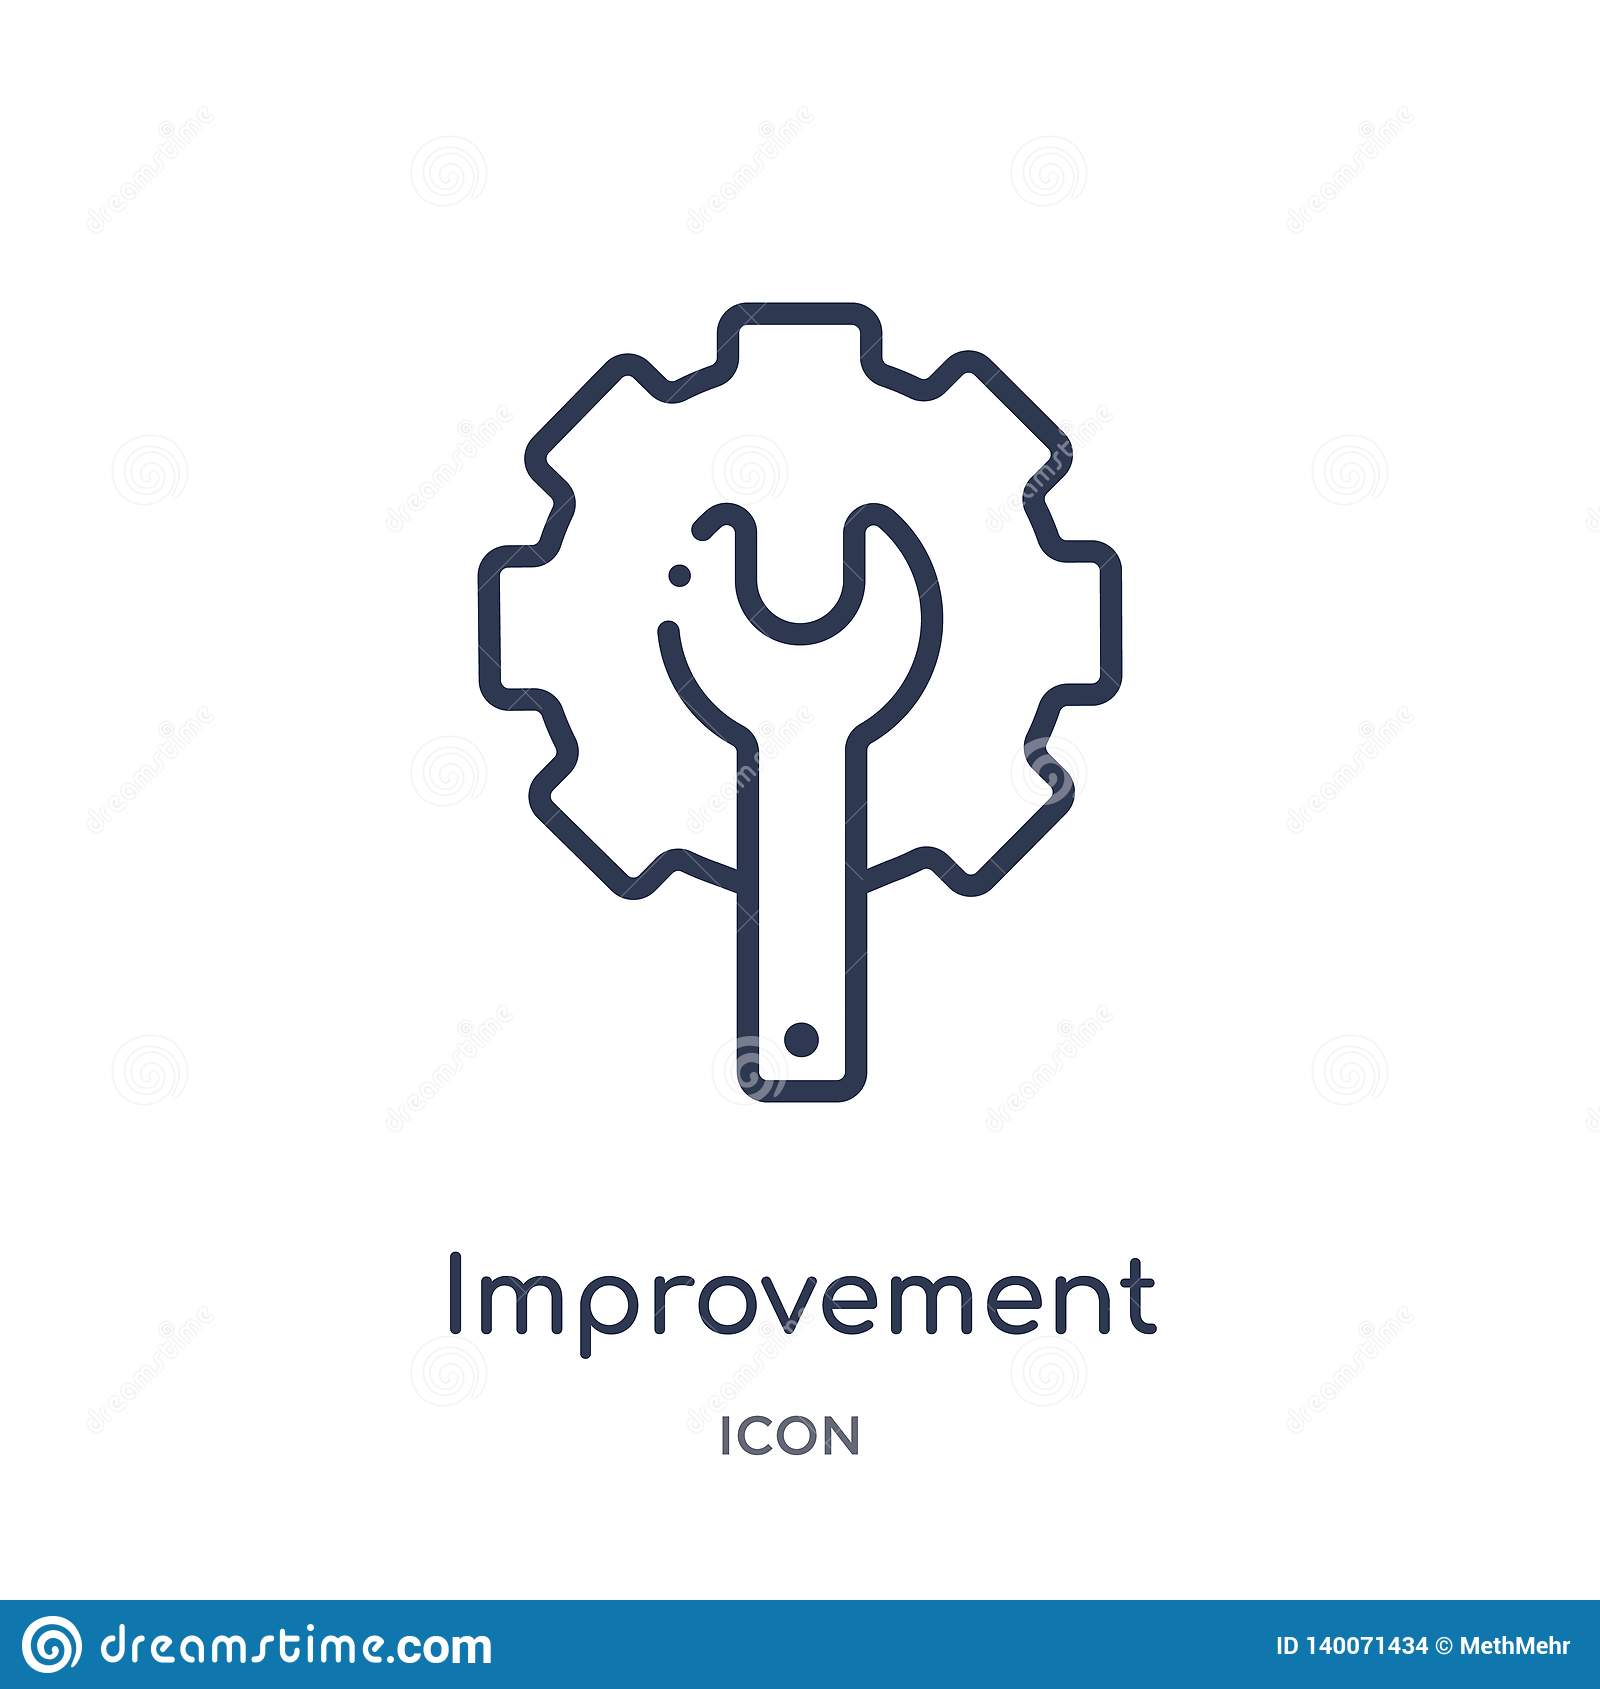 Improvement
ICON
dreamstime.com
ID 140071434 © MethMehr